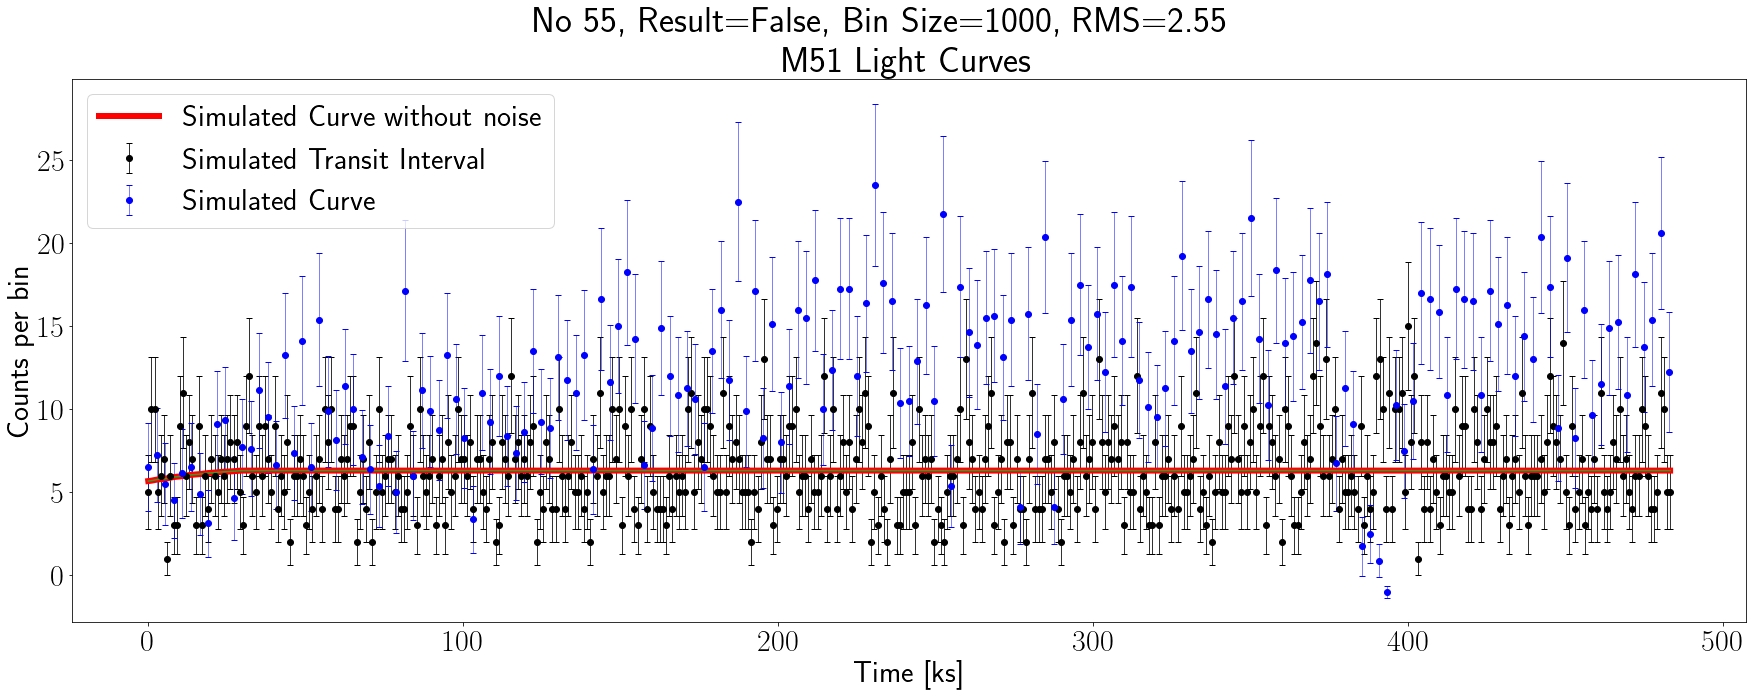 No 55, Result=False, Bin Size=1000, RMS=2.55
M51 Light Curves
Simulated Curve without noise
Simulated Transit Interval
Simulated Curve
Counts per bin
25
20
15
10
5
0
0 100 200 300 400 500
Time [ks]